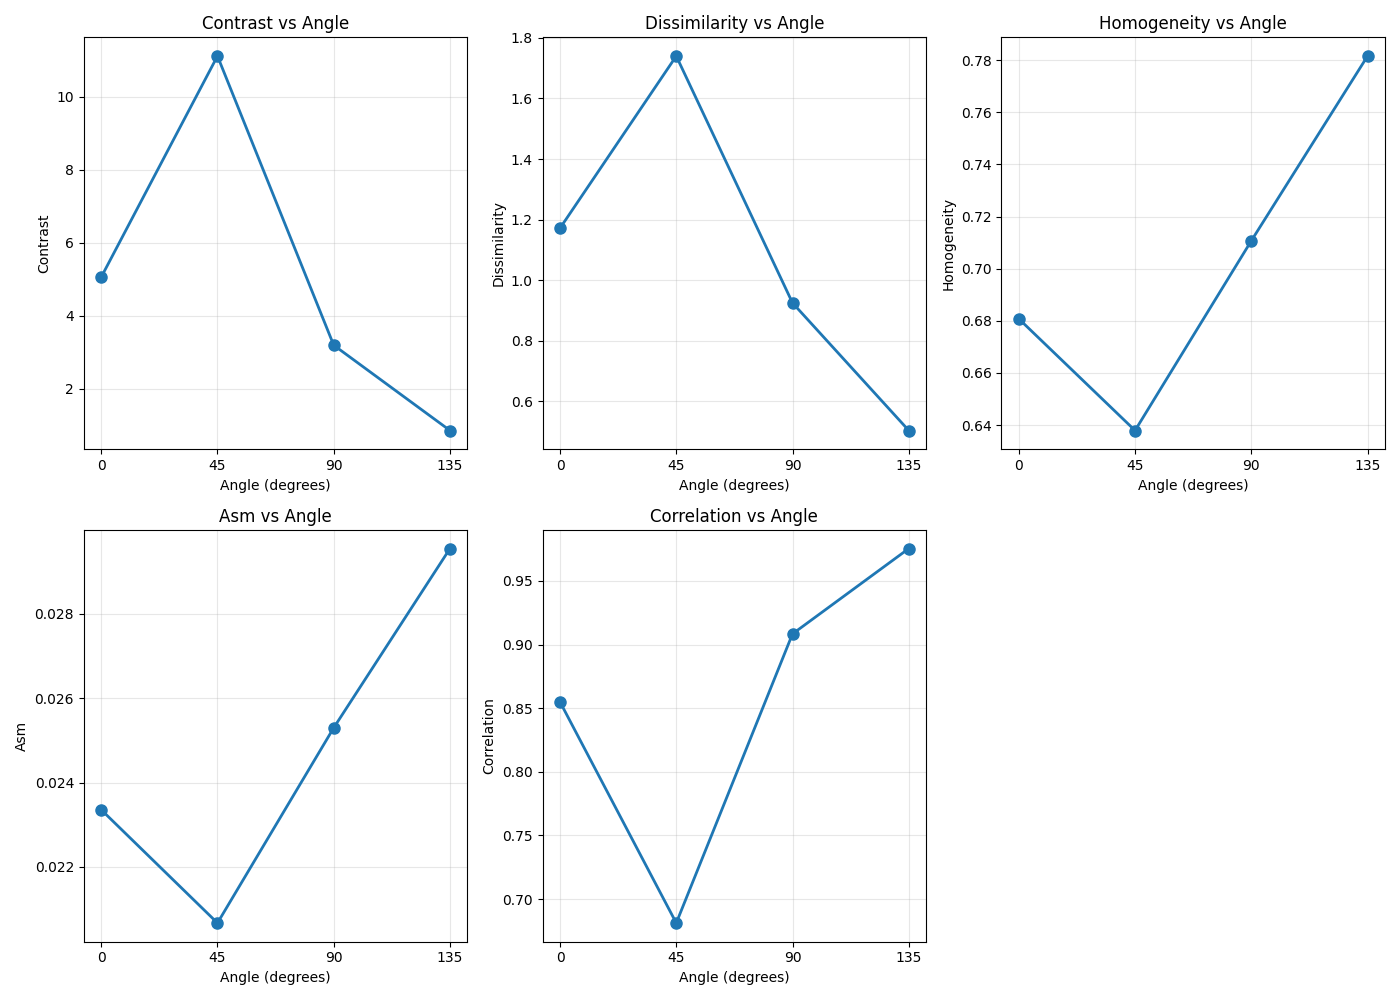 Contrast vs Angle
Contrast
10
8
6
4
2
0 45 90 135
Angle (degrees)
Dissimilarity vs Angle
Dissimilarity
1.8
1.6
1.4
1.2
1.0
0.8
0.6
0 45 90 135
Angle (degrees)
Homogeneity vs Angle
Homogeneity
0.78
0.76
0.74
0.72
0.70
0.68
0.66
0.64
0 45 90 135
Angle (degrees)
Asm vs Angle
Asm
0.028
0.026
0.024
0.022
0 45 90 135
Angle (degrees)
Correlation vs Angle
Correlation
0.95
0.90
0.85
0.80
0.75
0.70
0 45 90 135
Angle (degrees)